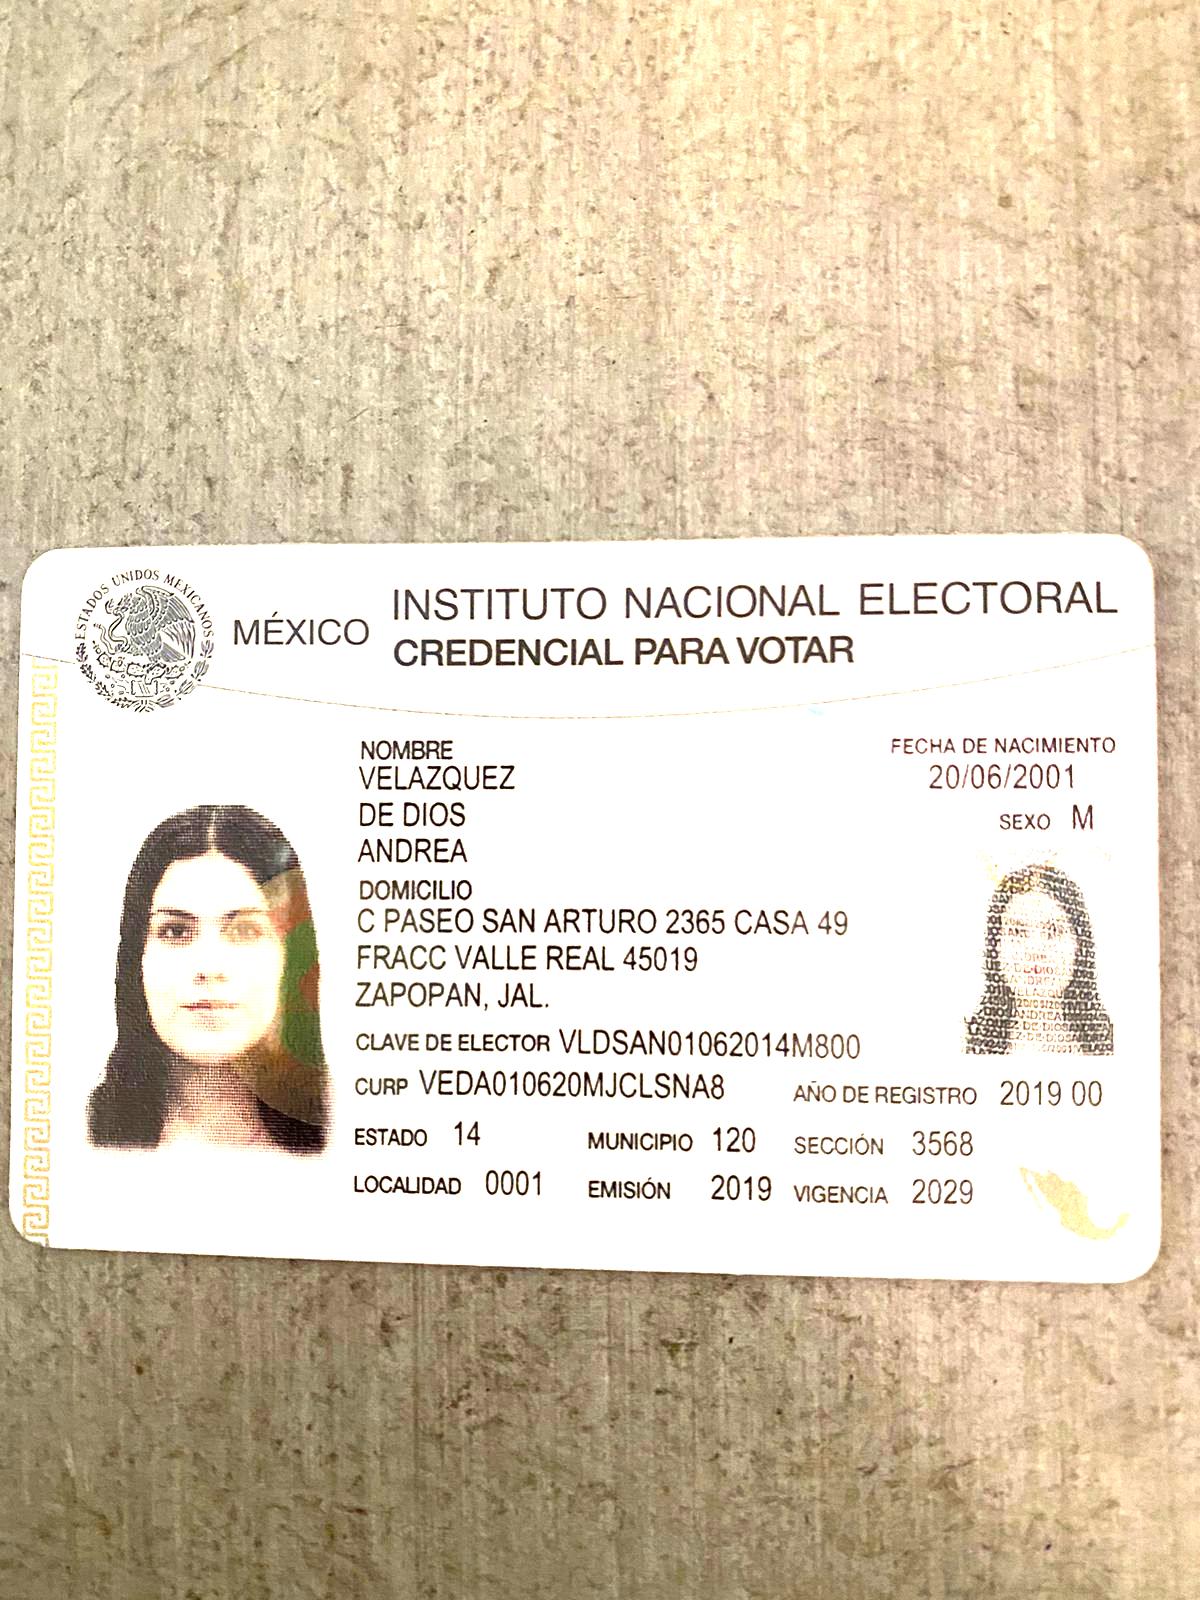 ESTADOS UNIDOS MEXICANOS
MÉXICO
INSTITUTO NACIONAL ELECTORAL
CREDENCIAL PARA VOTAR
NOMBRE
VELAZQUEZ
DE DIOS
ANDREA
FECHA DE NACIMIENTO
20/06/2001
SEXO M
DOMICILIO
C PASEO SAN ARTURO 2365 CASA 49
FRACC VALLE REAL 45019
ZAPOPAN, JAL.
CLAVE DE ELECTOR VLDSAN01062014M800
CURP VEDA010620MJCLSNA8 AÑO DE REGISTRO 2019 00
ESTADO 14 MUNICIPIO 120 SECCIÓN 3568
LOCALIDAD 0001 EMISIÓN 2019 VIGENCIA 2029